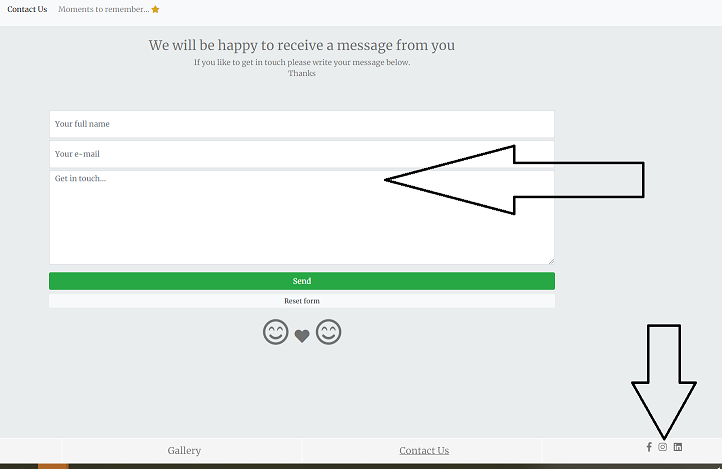 Contact Us Moments to remember...
We will be happy to receive a message from you
If you like to get in touch please write your message below.
Thanks
Your full name
Your e-mail
Get in touch...
Send
Reset form
Gallery Contact Us